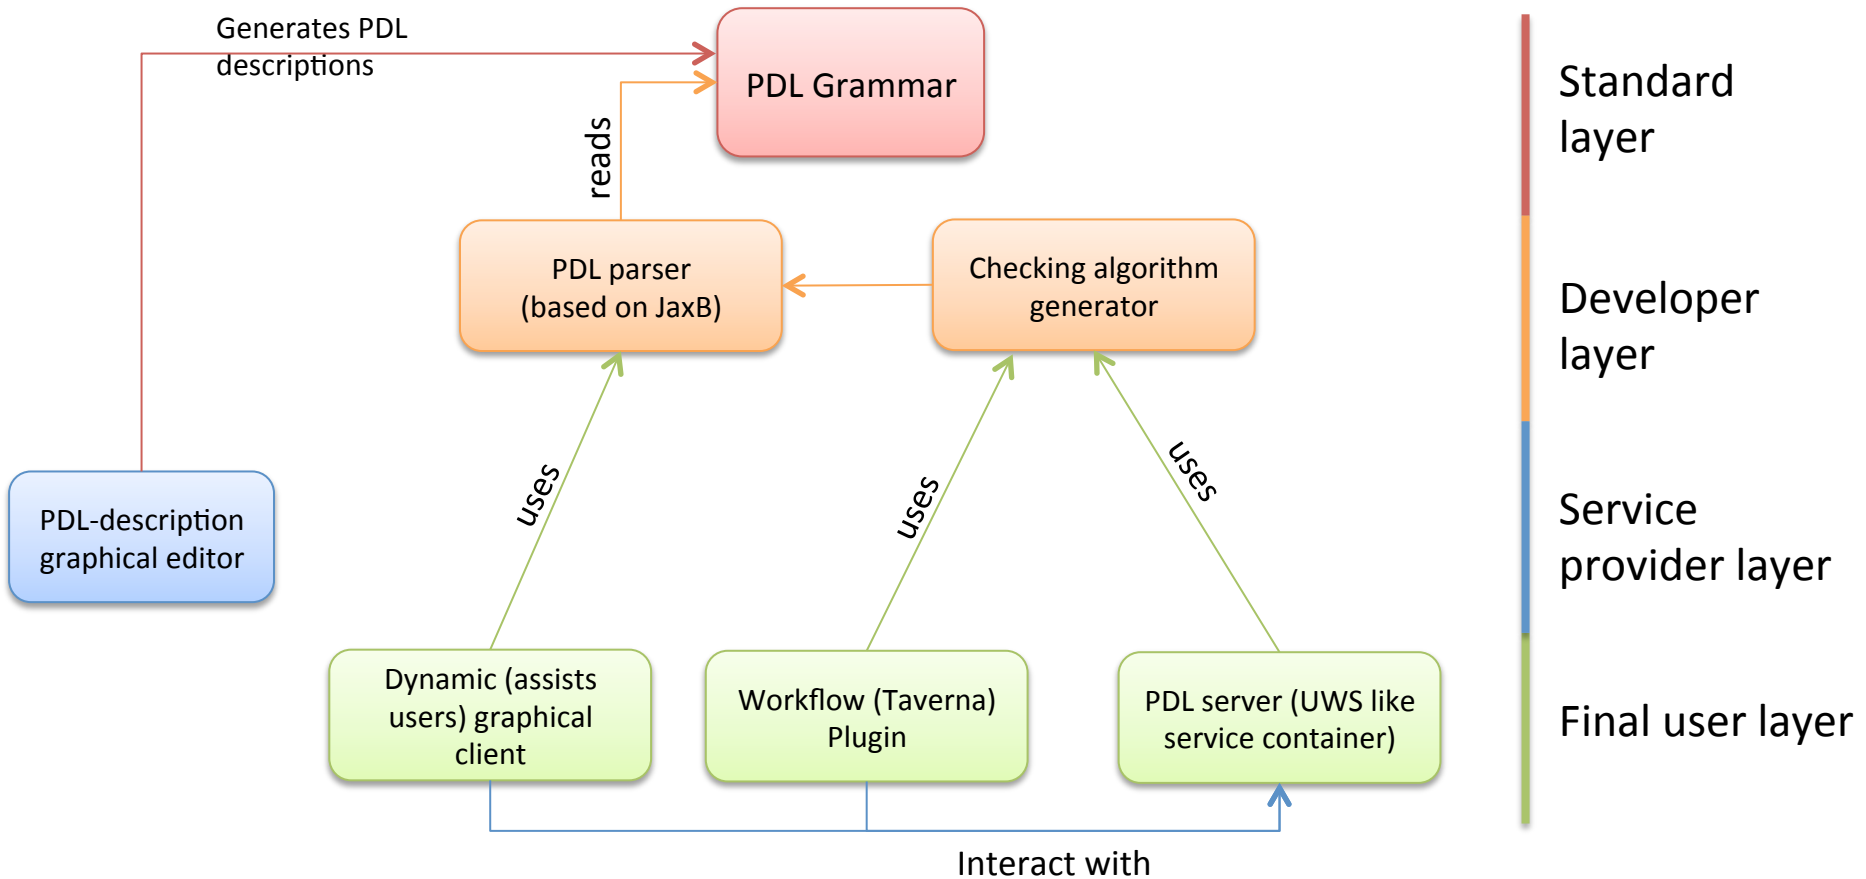 Generates PDL
descriptions
PDL Grammar
reads
PDL parser
(based on JaxB)
Checking algorithm
generator
uses
uses
uses
PDL-description
graphical editor
Dynamic (assists
users) graphical
client
Workflow (Taverna)
Plugin
PDL server (UWS like
service container)
Interact with
Standard
layer
Developer
layer
Service
provider layer
Final user layer